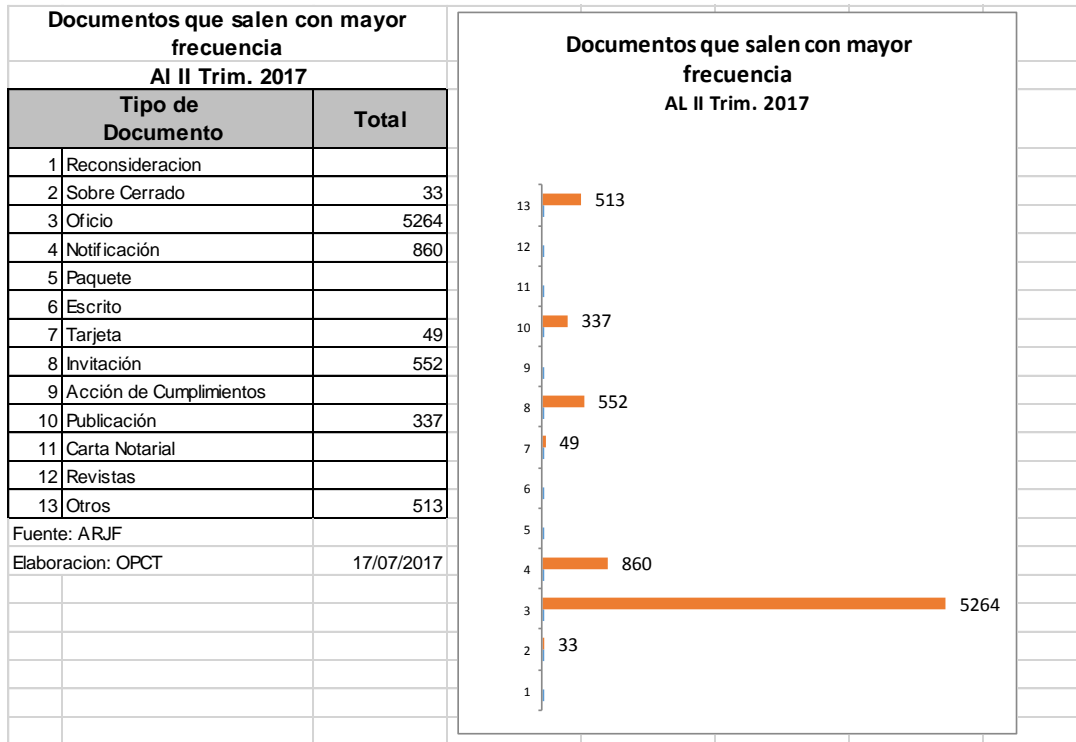 Documentos que salen con mayor
frecuencia
Al II Trim. 2017
Tipo de
Documento
Total
1 Reconsideracion
2 Sobre Cerrado 33
3 Oficio 5264
4 Notificación 860
5 Paquete
6 Escrito
7 Tarjeta 49
8 Invitación 552
9 Acción de Cumplimientos
10 Publicación 337
11 Carta Notarial
12 Revistas
13 Otros 513
Fuente: ARJF
Elaboracion: OPCT 17/07/2017
Documentos que salen con mayor
frecuencia
AL II Trim. 2017
13 513
12
11
10 337
9
8 552
7 49
6
5
4 860
3 5264
2 33
1